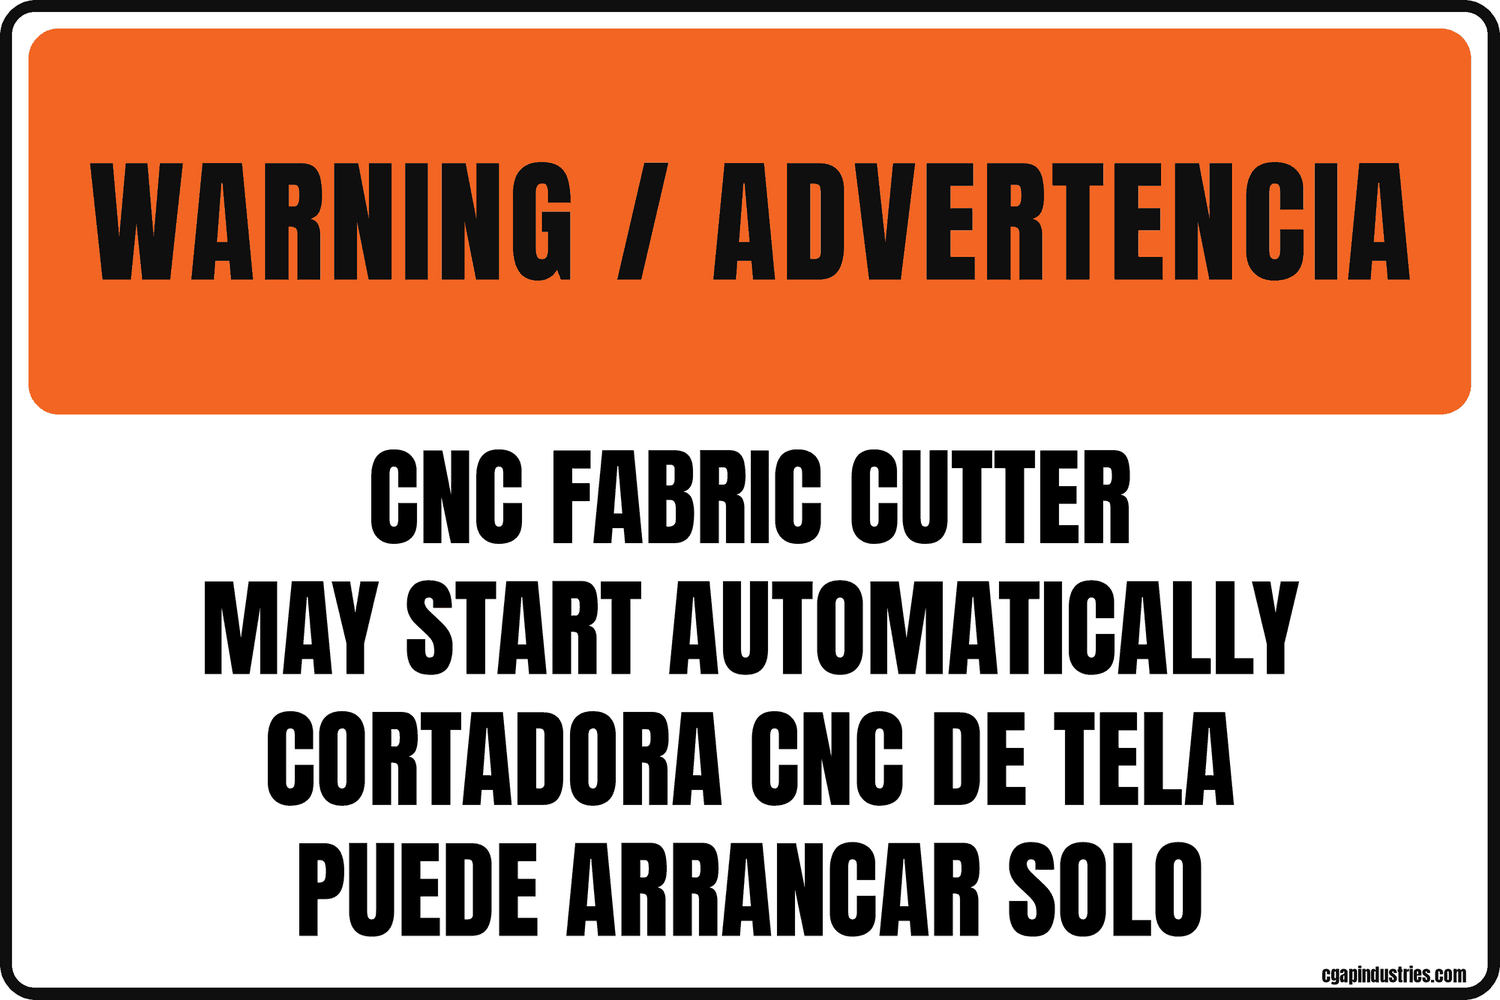 WARNING / ADVERTENCIA
CNC FABRIC CUTTER
MAY START AUTOMATICALLY
CORTADORA CNC DE TELA
PUEDE ARRANCAR SOLO
cgapindustries.com